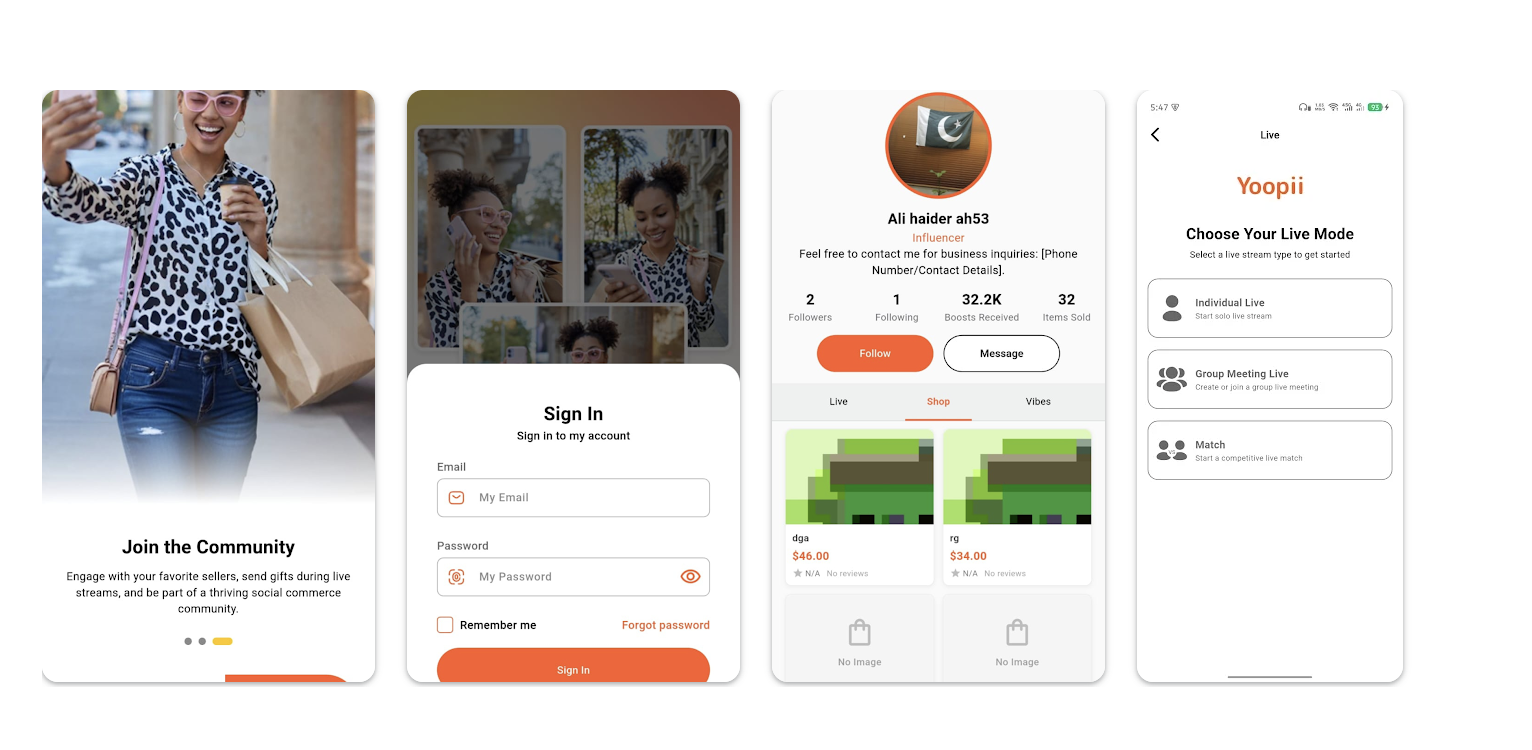 Join the Community
Engage with your favorite sellers, send gifts during live
streams, and be part of a thriving social commerce
community.
Sign In
Sign in to my account
Email
My Email
Password
My Password
Remember me
Forgot password
Sign In
Ali haider ah53
Influencer
Feel free to contact me for business inquiries: [Phone
Number/Contact Details].
2
Followers
1
Following
32.2K
Boosts Received
32
Items Sold
Follow
Message
Live
Shop
Vibes
dga
$46.00
N/A No reviews
rg
$34.00
N/A No reviews
No Image
No Image
5:47
93
Live
Yoopii
Choose Your Live Mode
Select a live stream type to get started
Individual Live
Start solo live stream
Group Meeting Live
Create or join a group live meeting
VS
Match
Start a competitive live match